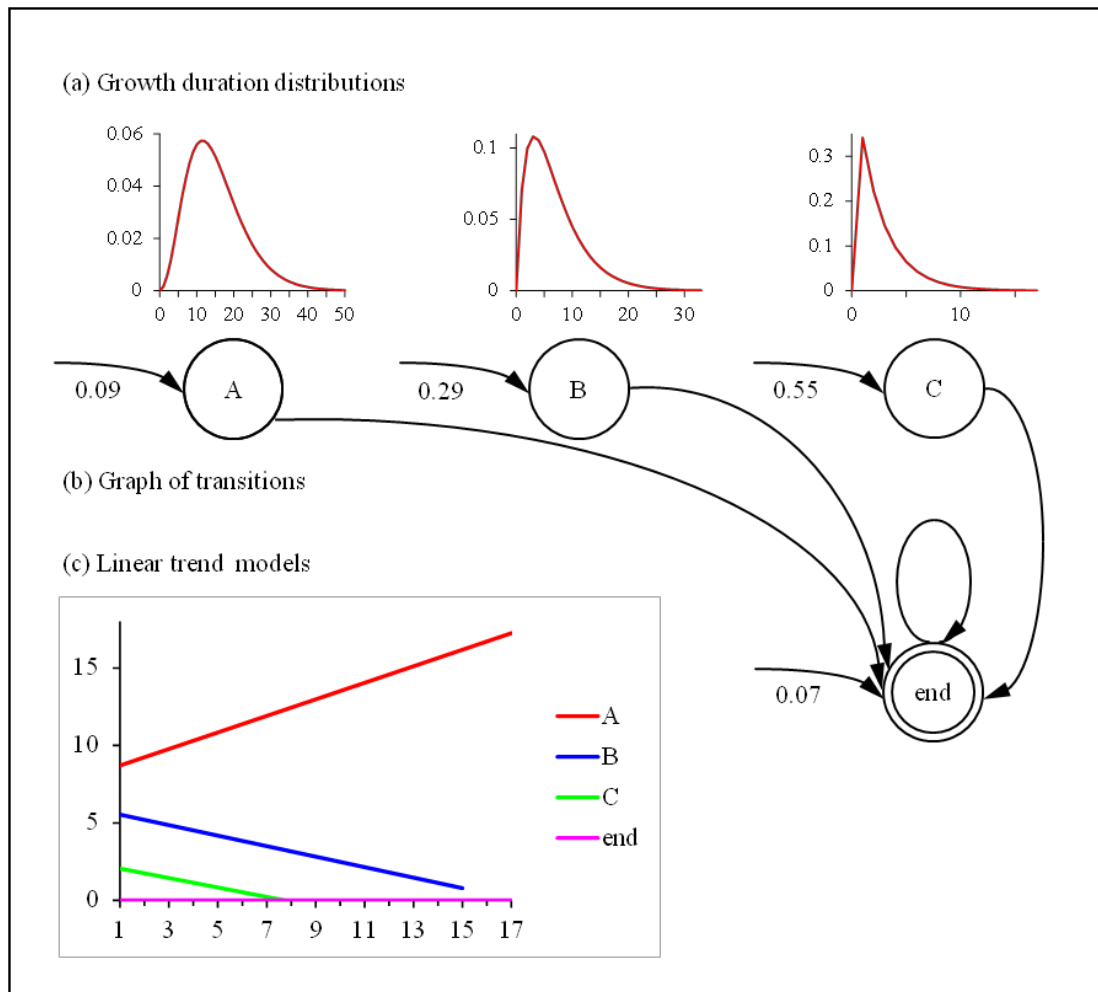 (a) Growth duration distributions
0.06
0.04
0.02
0
0 10 20 30 40 50
0.1
0.05
0
0 10 20 30
0.3
0.2
0.1
0
0 10
0.09
A
0.29
B
0.55
C
(b) Graph of transitions
(c) Linear trend models
15
10
5
0
1 3 5 7 9 11 13 15 17
A
B
C
end
0.07
end